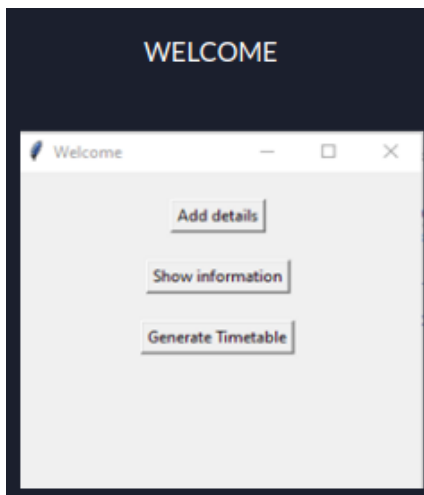 WELCOME
Welcome
Add details
Show information
Generate Timetable